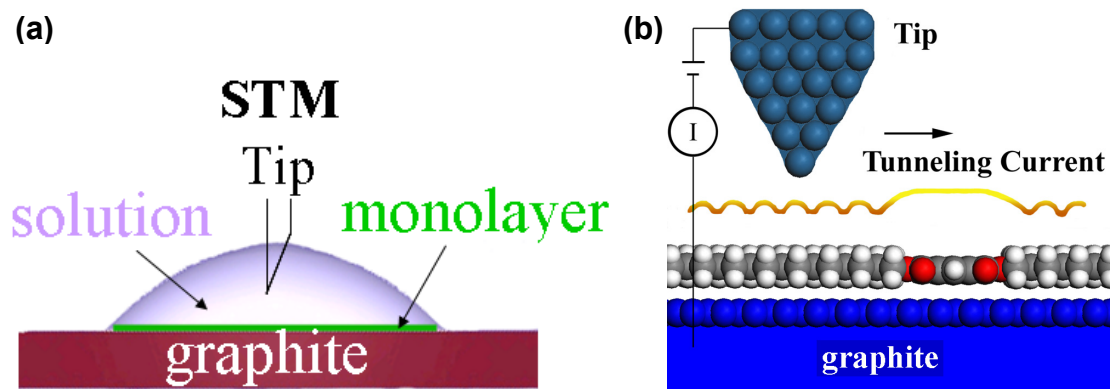 (a)
STM
Tip
solution
monolayer
graphite
(b)
Tip
I
Tunneling Current
graphite